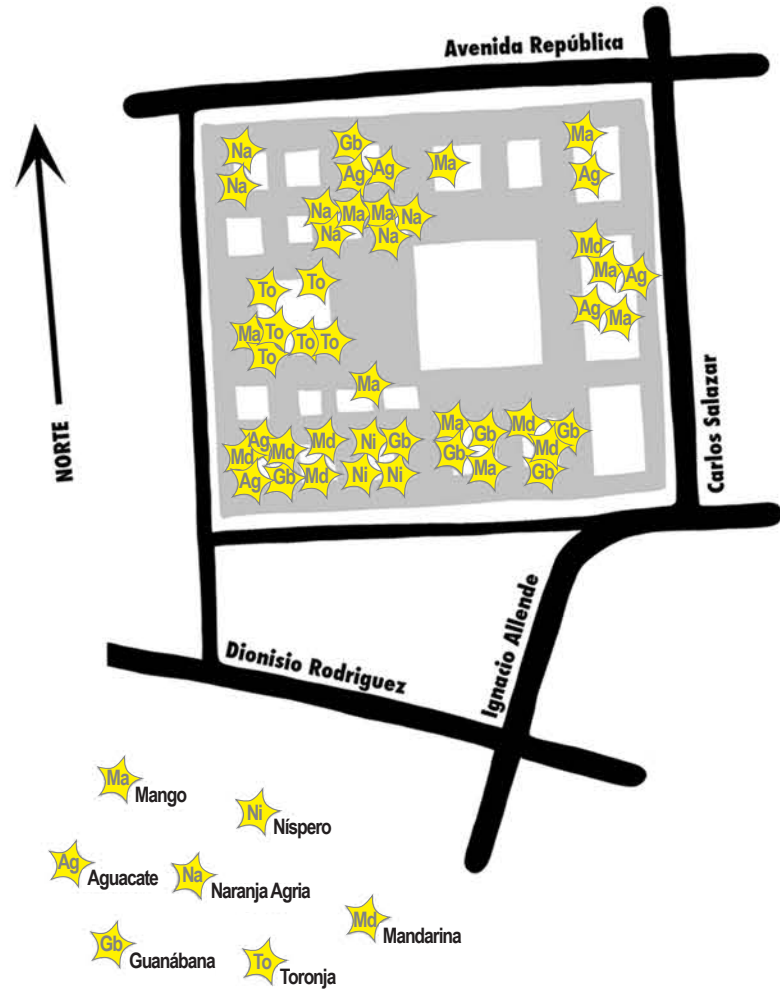 Avenida República
Na
Gb
Ma
Na
Ag
Ag
Ma
Ag
Na
Ma
Ma
Na
Na
Na
Md
Ma
Ag
To
To
Ag
Ma
Ma
To
To
To
To
Ma
NORTE
Carlos Salazar
Ag
Md
Md
Md
Ni
Gb
Ma
Gb
Md
Gb
Md
Ag
Gb
Md
Ni
Ni
Gb
Ma
Gb
Dionisio Rodriguez
Ignacio Allende
Ma
Mango
Ni
Níspero
Ag
Aguacate
Na
Naranja Agria
Md
Mandarina
Gb
Guanábana
To
Toronja